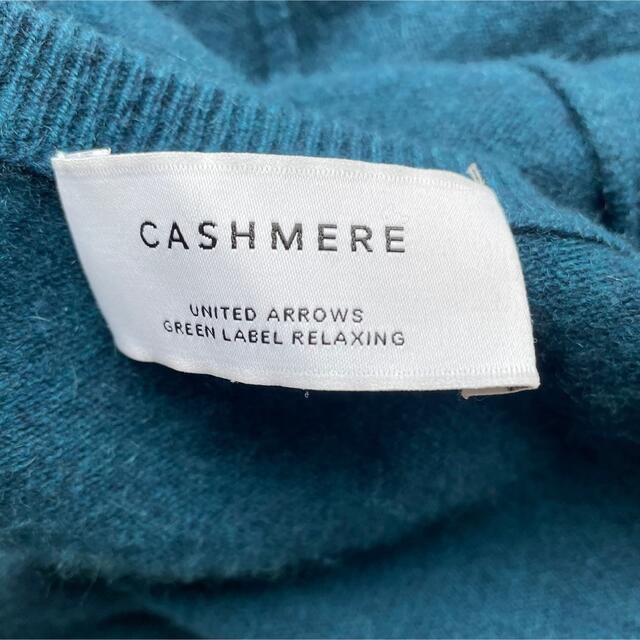 CASHMERE
UNITED ARROWS
GREEN LABEL RELAXING